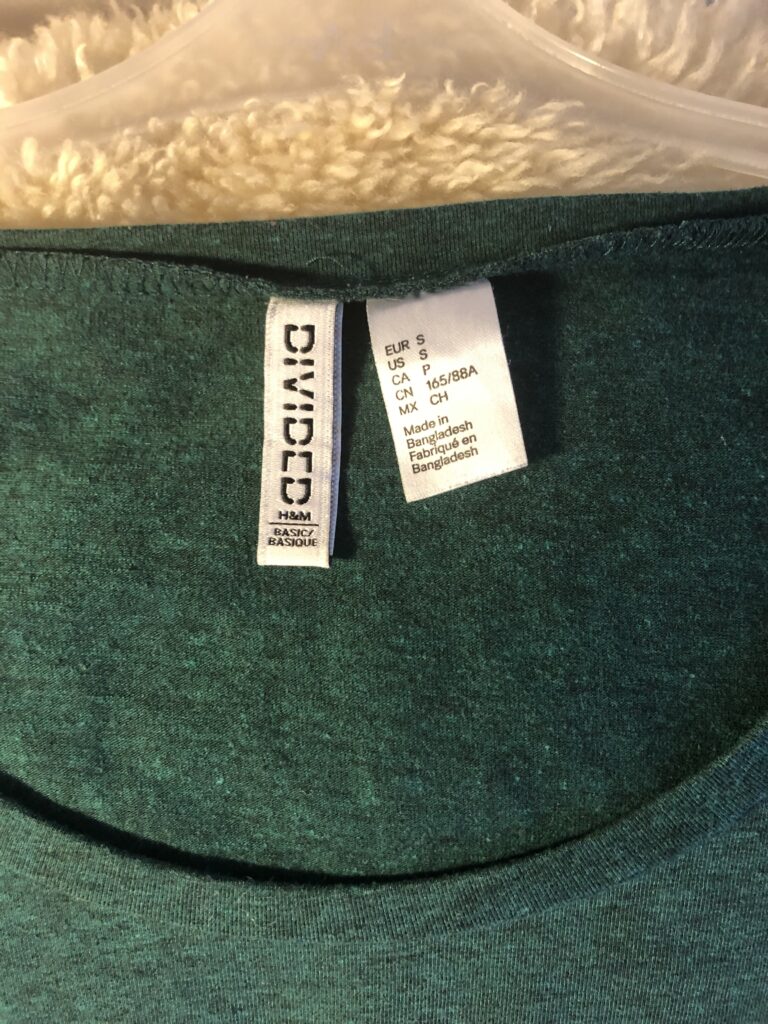 DIVIDED
H&M
BASIC/
BASIQUE
EUR S
US S
CA P
CN 165/88A
MX CH
Made in
Bangladesh
Fabriqué en
Bangladesh